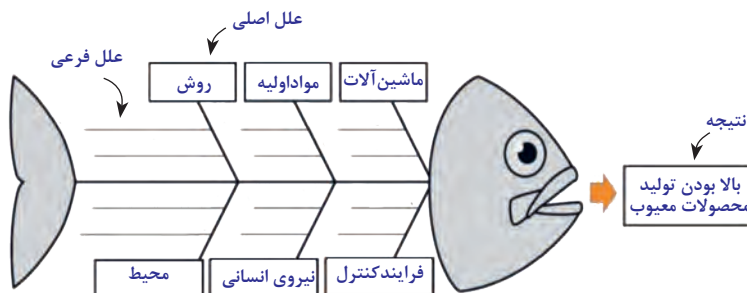 علل اصلی
علل فرعی
ماشین‌آلات
مواداولیه
روش
نتیجه
بالا بودن تولید
محصولات معیوب
فرایندکنترل
نیروی انسانی
محیط